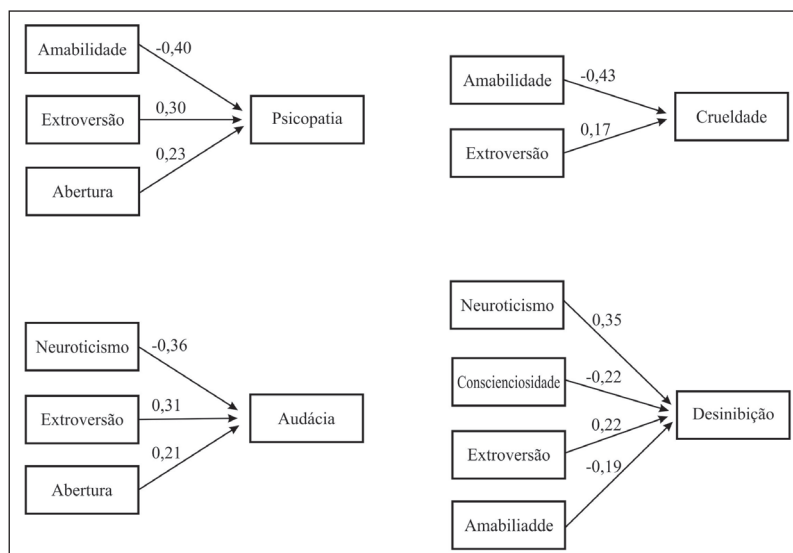 Amabilidade
-0,40
Extroversão
0,30
Psicopatia
0,23
Abertura
Amabilidade
-0,43
Crueldade
Extroversão
0,17
Neuroticismo
-0,36
Extroversão
0,31
Audácia
0,21
Abertura
Neuroticismo
0,35
Conscienciosidade
-0,22
Desinibição
Extroversão
0,22
-0,19
Amabiliadde